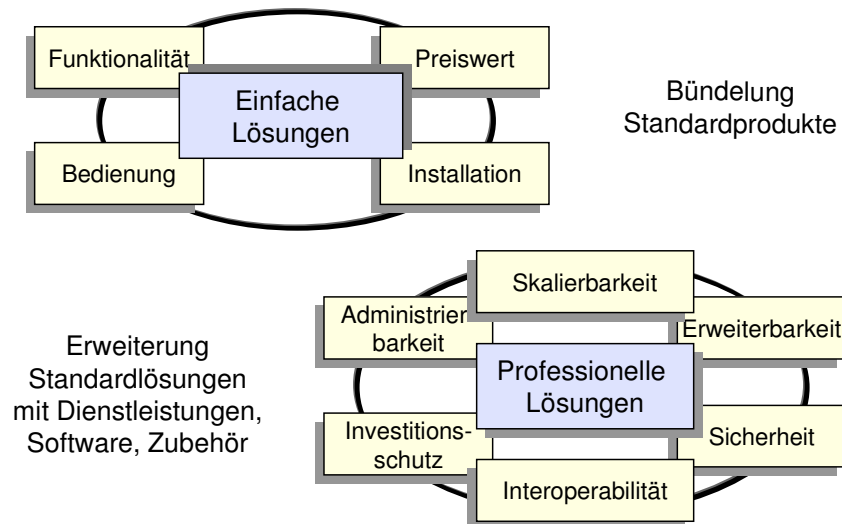 Funktionalität
Preiswert
Einfache
Lösungen
Bedienung
Installation
Bündelung
Standardprodukte
Skalierbarkeit
Administrier
barkeit
Erweiterbarkeit
Professionelle
Lösungen
Investitions-
schutz
Sicherheit
Interoperabilität
Erweiterung
Standardlösungen
mit Dienstleistungen,
Software, Zubehör